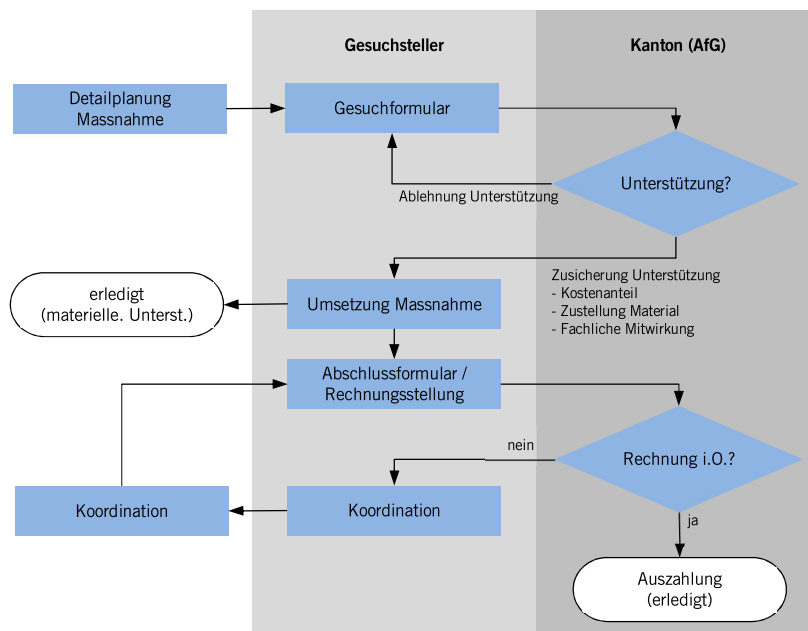 Gesuchsteller
Kanton (AfG)
Detailplanung
Massnahme
Gesuchformular
Unterstützung?
Ablehnung Unterstützung
Zusicherung Unterstützung
- Kostenanteil
- Zustellung Material
- Fachliche Mitwirkung
erledigt
(materielle. Unterst.)
Umsetzung Massnahme
Abschlussformular /
Rechnungsstellung
nein
Rechnung i.O.?
Koordination
Koordination
ja
Auszahlung
(erledigt)